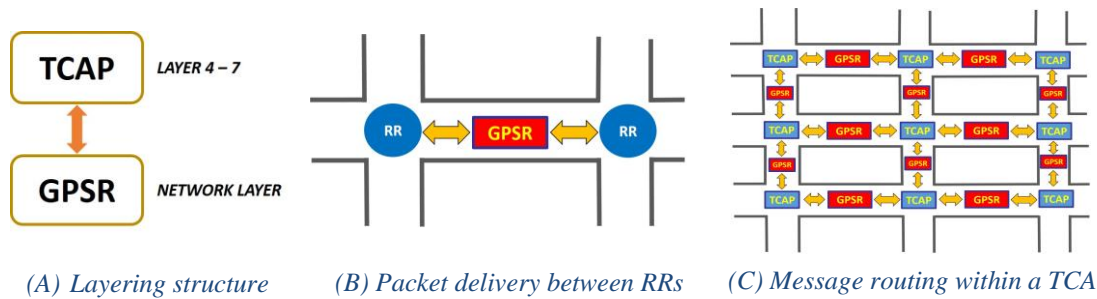 TCAP
LAYER 4 – 7
GPSR
NETWORK LAYER
(A) Layering structure
RR
GPSR
RR
(B) Packet delivery between RRs
TCAP GPSR TCAP GPSR TCAP
GPSR GPSR GPSR
TCAP GPSR TCAP GPSR TCAP
GPSR GPSR GPSR
TCAP GPSR TCAP GPSR TCAP
(C) Message routing within a TCA